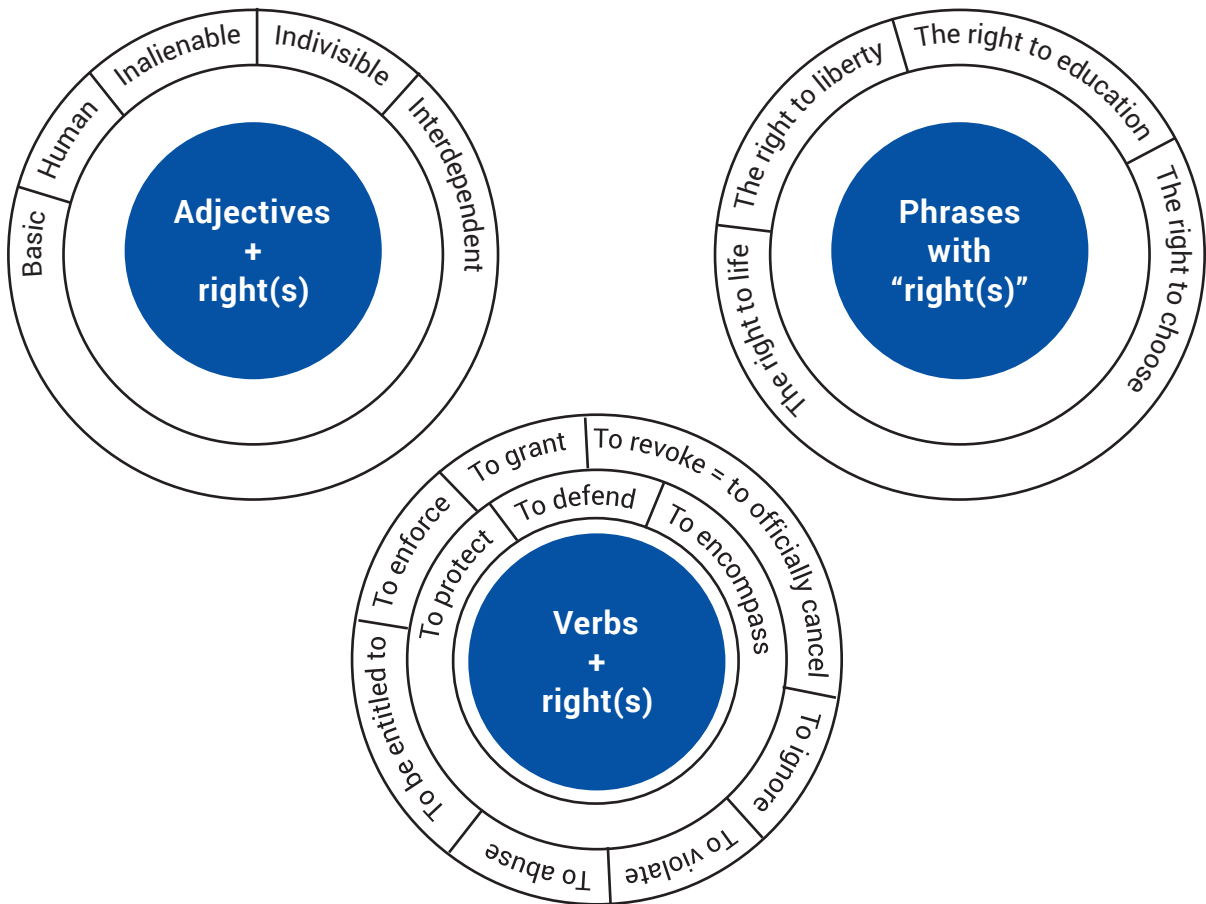 Basic
Human
Inalienable
Indivisible
Interdependent
Adjectives
+
right(s)
The right to life
The right to liberty
The right to education
The right to choose
Phrases
with
“right(s)”
To be entitled to
To enforce
To grant
To revoke = to officially cancel
To ignore
To violate
To abuse
To protect
To defend
To encompass
Verbs
+
right(s)